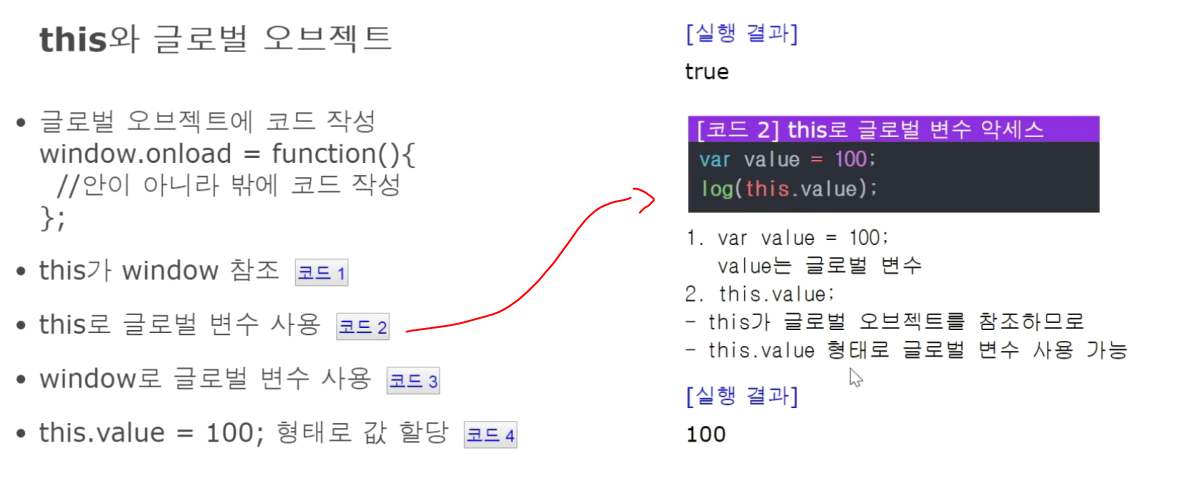 this와 글로벌 오브젝트
• 글로벌 오브젝트에 코드 작성
window.onload = function(){
//안이 아니라 밖에 코드 작성
};
• this가 window 참조 코드 1
• this로 글로벌 변수 사용 코드 2
• window로 글로벌 변수 사용 코드 3
• this.value = 100; 형태로 값 할당 코드 4
[실행 결과]
true
[코드 2] this로 글로벌 변수 악세스
var value = 100;
log(this.value);
1. var value = 100;
value는 글로벌 변수
2. this.value;
- this가 글로벌 오브젝트를 참조하므로
- this.value 형태로 글로벌 변수 사용 가능
[실행 결과]
100